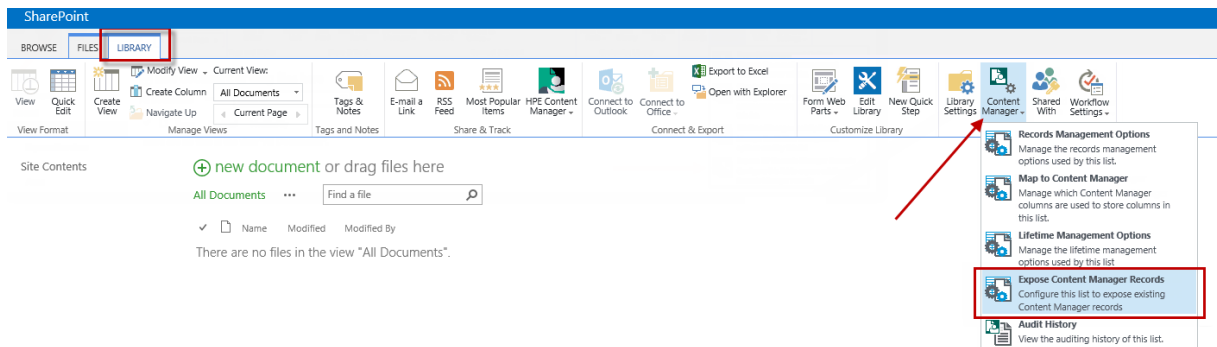 SharePoint
BROWSE FILES LIBRARY
View
Quick Edit
Create View
Modify View
Create Column
Navigate Up
Current View:
All Documents
Current Page
Tags & Notes
E-mail a Link
RSS Feed
Most Popular Items
HPE Content Manager
Connect to Outlook
Connect to Office
Export to Excel
Open with Explorer
Form Web Parts
Edit Library
New Quick Step
Library Settings
Content Manager
Shared With
Workflow Settings
View Format
Manage Views
Tags and Notes
Share & Track
Connect & Export
Customize Library
Site Contents
new document or drag files here
All Documents ...
Find a file
Name Modified Modified By
There are no files in the view "All Documents".
Records Management Options
Manage the records management
options used by this list.
Map to Content Manager
Manage which Content Manager
columns are used to store columns in
this list.
Lifetime Management Options
Manage the lifetime management
options used by this list
Expose Content Manager Records
Configure this list to expose existing
Content Manager records
Audit History
View the auditing history of this list.